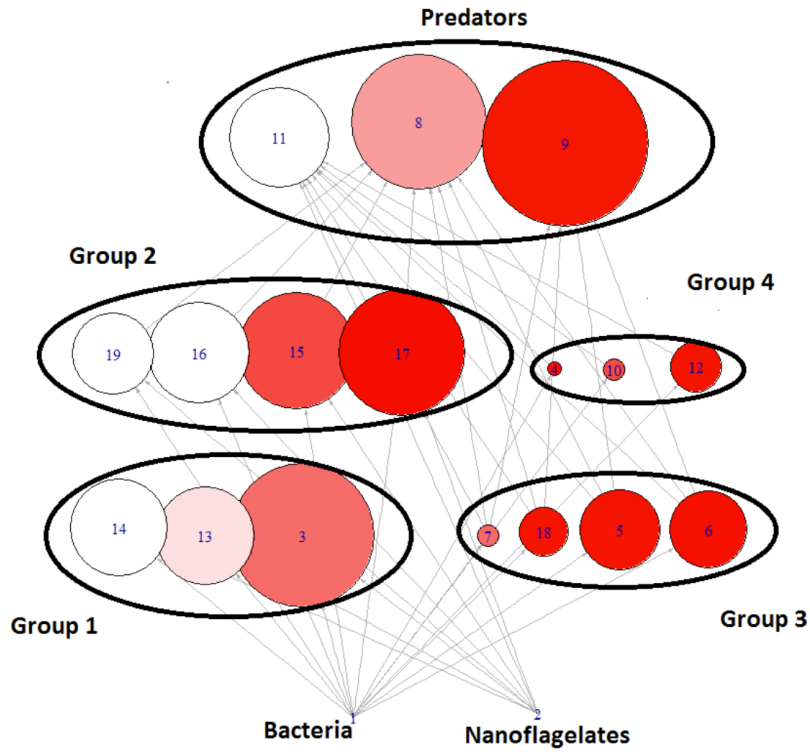 Predators
11 8 9
Group 2
Group 4
19 16 15 17
4 10 12
14 13 3
7 18 5 6
Group 1
Group 3
1 2
Bacteria Nanoflagelates